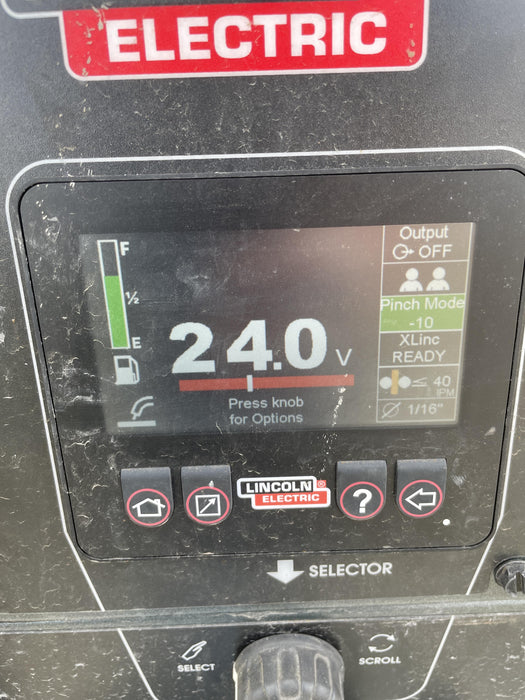 ELECTRIC
F
½
E
Output
OFF
Pinch Mode
-10
XLinc
READY
≤ 40
IPM
1/16"
24.0 V
Press knob
for Options
LINCOLN
ELECTRIC
?
SELECTOR
SELECT
SCROLL